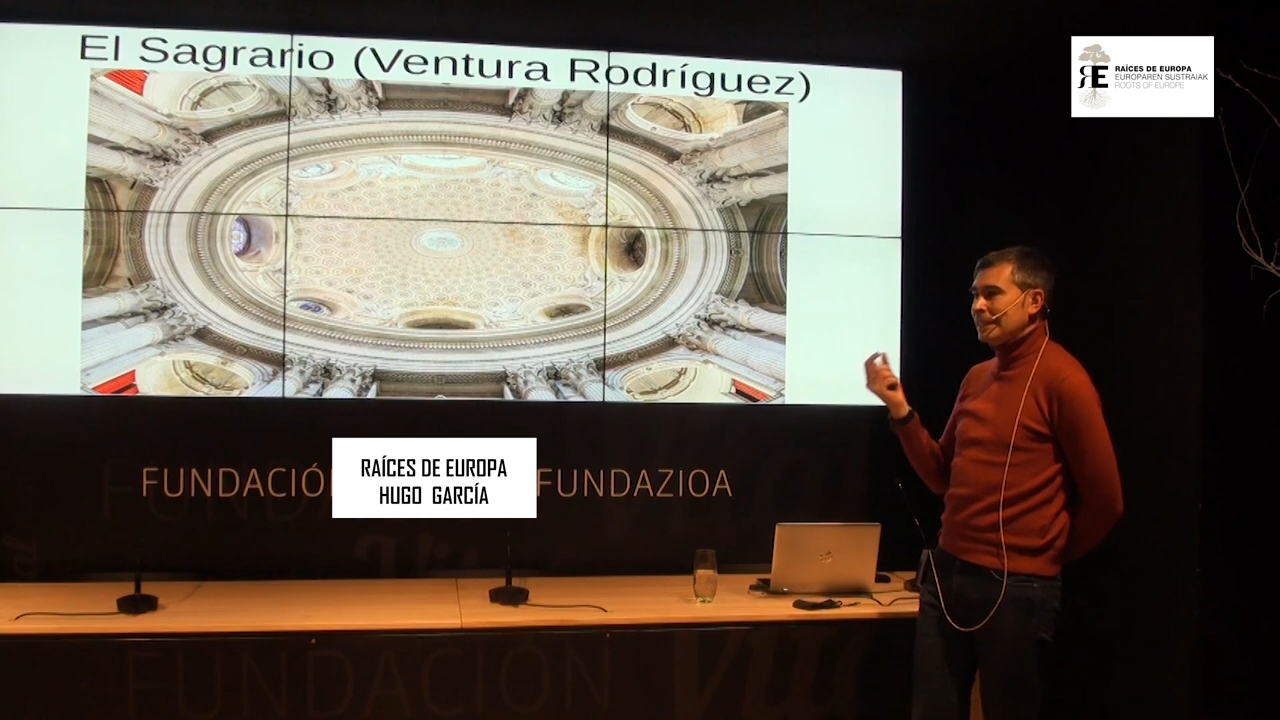 El Sagrario (Ventura Rodríguez)
RAÍCES DE EUROPA
EUROPAREN SUSTRAIAK
ROOTS OF EUROPE
FUNDACIÓN
FUNDAZIOA
RAÍCES DE EUROPA
HUGO GARCÍA
FUNDACIÓN